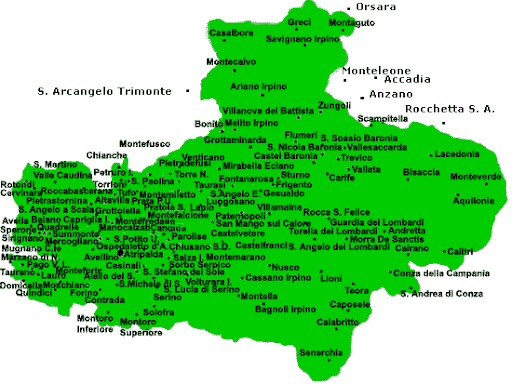 Orsara
Greci
Montaguto
Casalbore
Savignano Irpino
Montecalvo
Monteleone
Accadia
S. Arcangelo Trimonte
Ariano Irpino
Anzano
Zungoli
Rocchetta S. A.
Villanova del Battista
Scampitella
Bonito
Melito Irpino
Flumeri
S. Sossio Baronia
Grottaminarda
S. Nicola Baronia
Vallesaccarda
Montefusco
Chianche
Venticano
Castel Baronia
Trevico
Lacedonia
S. Martino
Pietradefusi
Mirabella Eclano
Vallata
Valle Caudina
Petruro I.
Torre N.
Fontanarosa
Sturno
Carife
Bisaccia
Monteverde
Rotondi
Torrioni
S. Paolina
Taurasi
Frigento
Cervinara
Roccabascerana
Tufo
Montemiletto
S. Angelo E.
Gesualdo
Aquilonia
Pietrastornina
Altavilla
Prata P.U.
Luogosano
S. Angelo a Scala
Grottolella
Pratola S.
Lapio
Villamaina
Rocca S. Felice
Avella
Baiano
Capriglia I.
Montefredane
Montefalcione
Paternopoli
Guardia dei Lombardi
Quadrelle
Manocalzati
Candida
San Mango sul Calore
Sperone
Summonte
Parolise
Castelvetere
Torella dei Lombardi
Andretta
Sirignano
Mercogliano
S. Potito U.
Morra De Sanctis
Mugnano C.le
Ospedaletto d'A.
Chiusano S.D.
Castelfranci
S. Angelo dei Lombardi
Cairano
Calitri
Marzano di N.
Avellino
Atripalda
Salza I.
Montemarano
Pago V. L.
Cesinali
Sorbo Serpico
Nusco
Taurano
Lauro
Monteforte
Aiello del S.
S. Stefano del Sole
Cassano Irpino
Lioni
Conza della Campania
Domicella
Moschiano
S. Michele di S.
Volturara I.
Teora
Quindici
Forino
S. Lucia di Serino
S. Andrea di Conza
Contrada
Serino
Montella
Caposele
Montoro
Inferiore
Solofra
Bagnoli Irpino
Montoro
Superiore
Calabritto
Senerchia